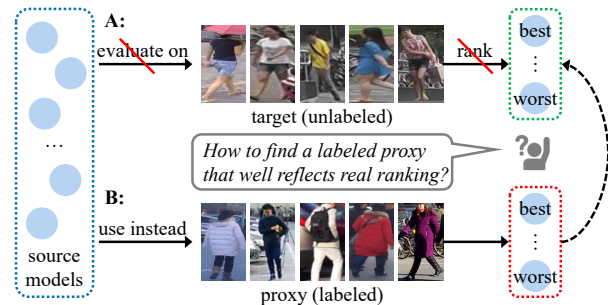 A:
evaluate on
rank
best
worst
target (unlabeled)
...
How to find a labeled proxy
that well reflects real ranking?
?
B:
use instead
best
worst
source
models
proxy (labeled)